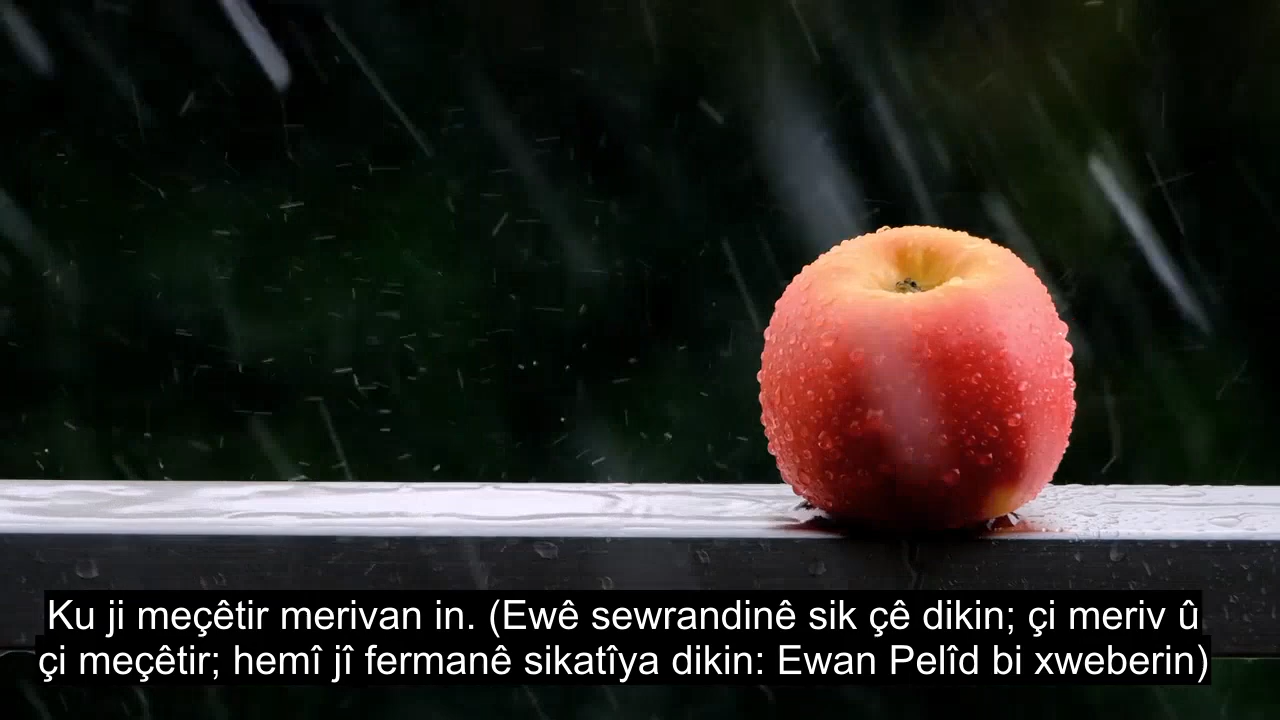 Ku ji meçêtir merivan in. (Ewê sewrandinê sik çê dikin; çi meriv û
çi meçêtir; hemî jî fermanê sikatîya dikin: Ewan Pelîd bi xweberin)